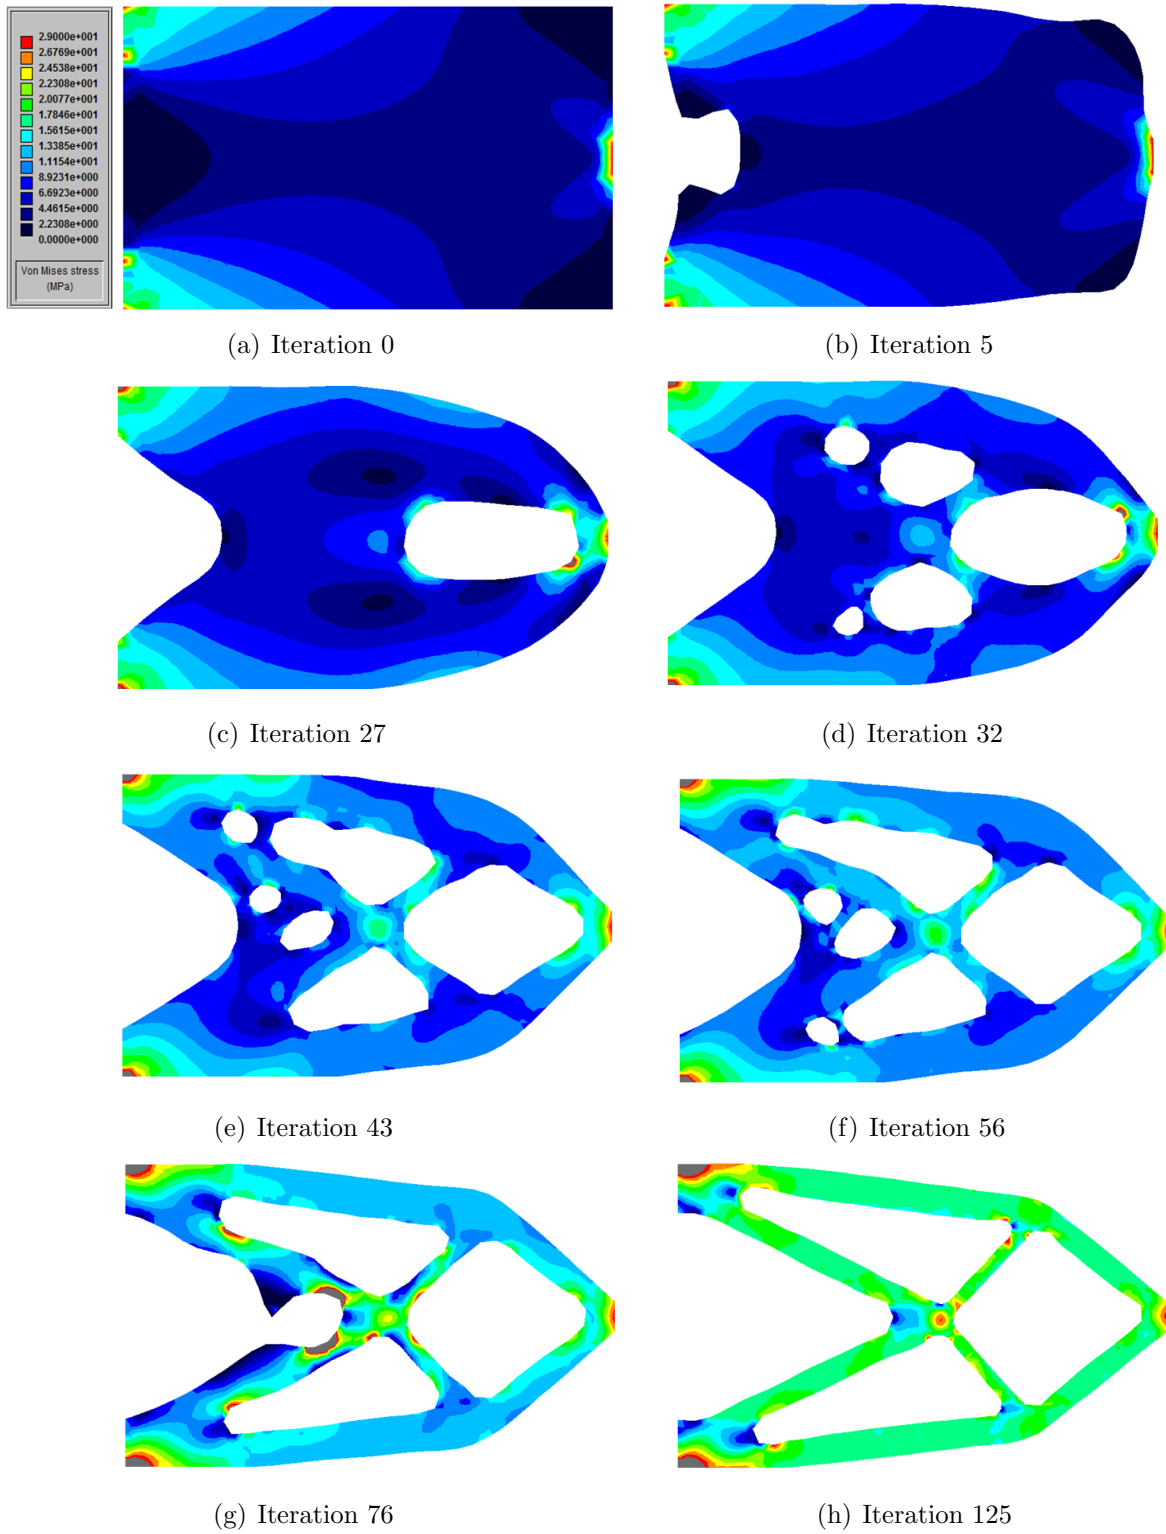 2.9000e+001
2.6769e+001
2.4538e+001
2.2308e+001
2.0077e+001
1.7846e+001
1.5615e+001
1.3385e+001
1.1154e+001
8.9231e+000
6.6923e+000
4.4615e+000
2.2308e+000
0.0000e+000
Von Mises stress
(MPa)
(a) Iteration 0
(b) Iteration 5
(c) Iteration 27
(d) Iteration 32
(e) Iteration 43
(f) Iteration 56
(g) Iteration 76
(h) Iteration 125